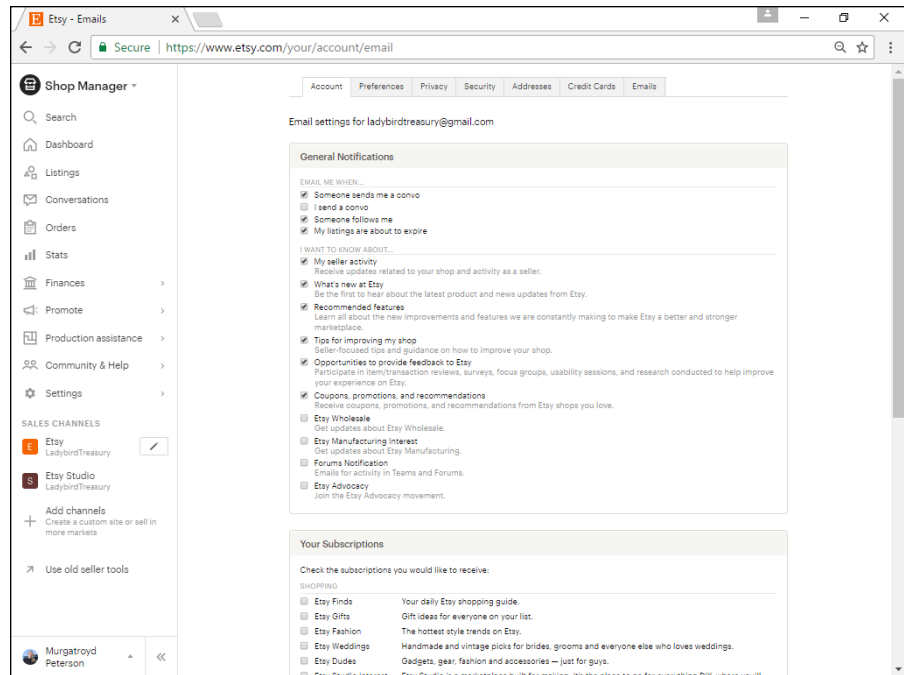 Etsy - Emails
Secure https://www.etsy.com/your/account/email
Shop Manager
Search
Dashboard
Listings
Conversations
Orders
Stats
Finances
Promote
Production assistance
Community & Help
Settings
SALES CHANNELS
E Etsy
LadybirdTreasury
S Etsy Studio
LadybirdTreasury
Add channels
Create a custom site or sell in
more markets
Use old seller tools
Murgatroyd
Peterson
Account Preferences Privacy Security Addresses Credit Cards Emails
Email settings for ladybirdtreasury@gmail.com
General Notifications
EMAIL ME WHEN...
Someone sends me a convo
I send a convo
Someone follows me
My listings are about to expire
I WANT TO KNOW ABOUT...
My seller activity
Receive updates related to your shop and activity as a seller.
What's new at Etsy
Be the first to hear about the latest product and news updates from Etsy.
Recommended features
Learn all about the new improvements and features we are constantly making to make Etsy a better and stronger
marketplace.
Tips for improving my shop
Seller-focused tips and guidance on how to improve your shop.
Opportunities to provide feedback to Etsy
Participate in item/transaction reviews, surveys, focus groups, usability sessions, and research conducted to help improve
your experience on Etsy.
Coupons, promotions, and recommendations
Receive coupons, promotions, and recommendations from Etsy shops you love.
Etsy Wholesale
Get updates about Etsy Wholesale.
Etsy Manufacturing Interest
Get updates about Etsy Manufacturing.
Forums Notification
Emails for activity in Teams and Forums.
Etsy Advocacy
Join the Etsy Advocacy movement.
Your Subscriptions
Check the subscriptions you would like to receive:
SHOPPING
Etsy Finds Your daily Etsy shopping guide.
Etsy Gifts Gift ideas for everyone on your list.
Etsy Fashion The hottest style trends on Etsy.
Etsy Weddings Handmade and vintage picks for brides, grooms and everyone else who loves weddings.
Etsy Dudes Gadgets, gear, fashion and accessories — just for guys.